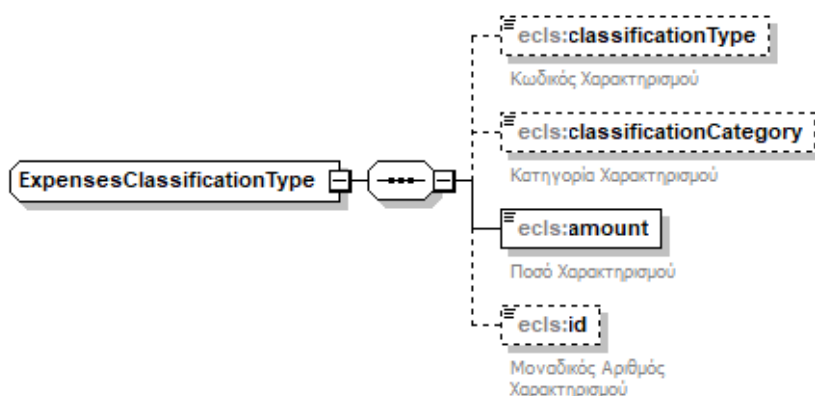 ecls:classificationType
Κωδικός Χαρακτηρισμού
ecls:classificationCategory
Κατηγορία Χαρακτηρισμού
ExpensesClassificationType
ecls:amount
Ποσό Χαρακτηρισμού
ecls:id
Μοναδικός Αριθμός
Χαρακτηρισμού